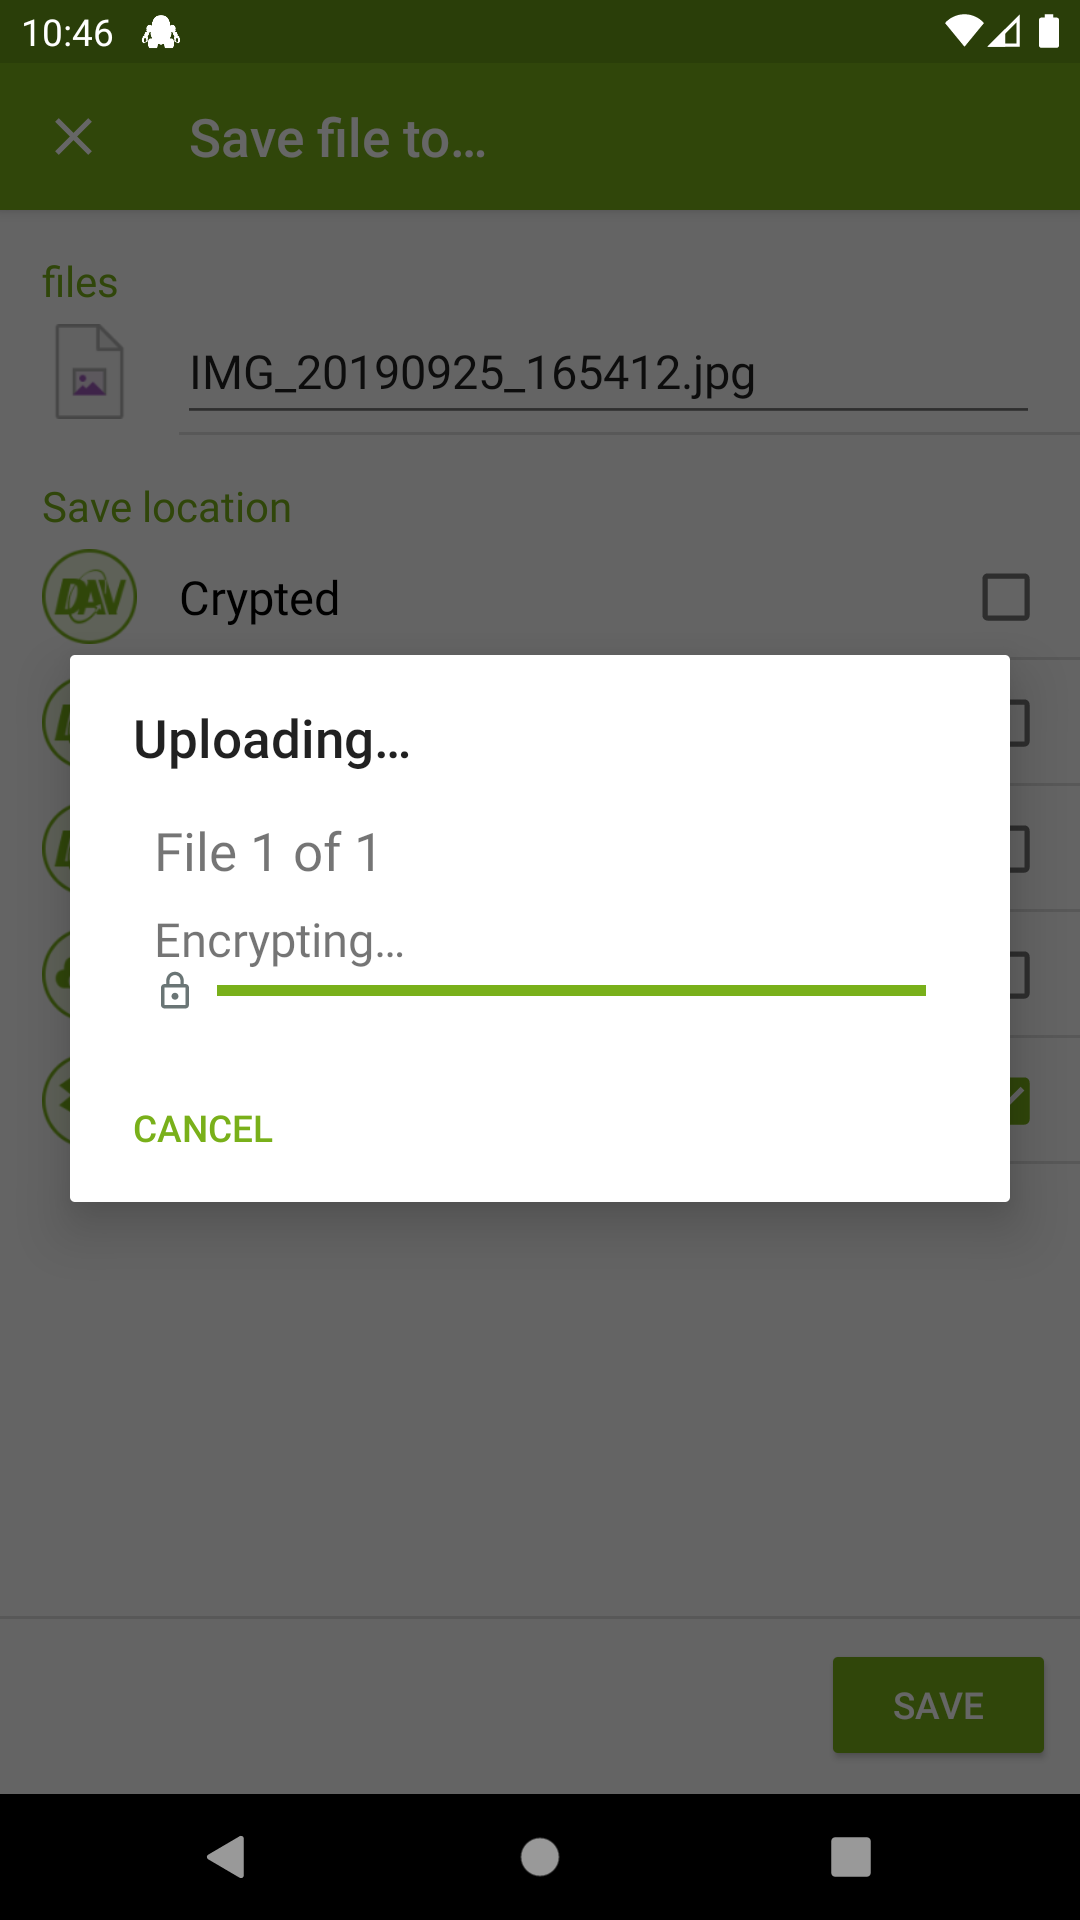 10:46
Save file to…
files
IMG_20190925_165412.jpg
Save location
DAV
Crypted
Uploading…
File 1 of 1
Encrypting…
CANCEL
SAVE